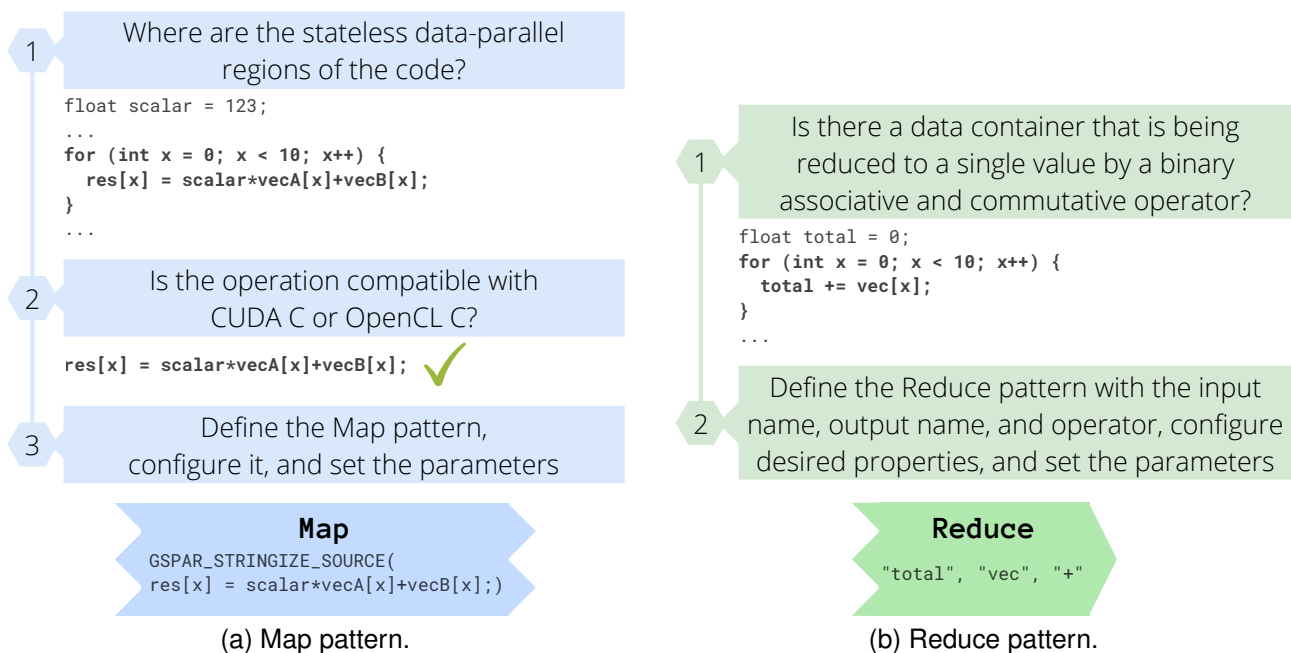 1
Where are the stateless data-parallel
regions of the code?
float scalar = 123;
...
for (int x = 0; x < 10; x++) {
res[x] = scalar*vecA[x]+vecB[x];
}
...
2
Is the operation compatible with
CUDA C or OpenCL C?
res[x] = scalar*vecA[x]+vecB[x];
3
Define the Map pattern,
configure it, and set the parameters
Map
GSPAR_STRINGIZE_SOURCE(
res[x] = scalar*vecA[x]+vecB[x];)
(a) Map pattern.
1
Is there a data container that is being
reduced to a single value by a binary
associative and commutative operator?
float total = 0;
for (int x = 0; x < 10; x++) {
total += vec[x];
}
...
2
Define the Reduce pattern with the input
name, output name, and operator, configure
desired properties, and set the parameters
Reduce
"total", "vec", "+"
(b) Reduce pattern.